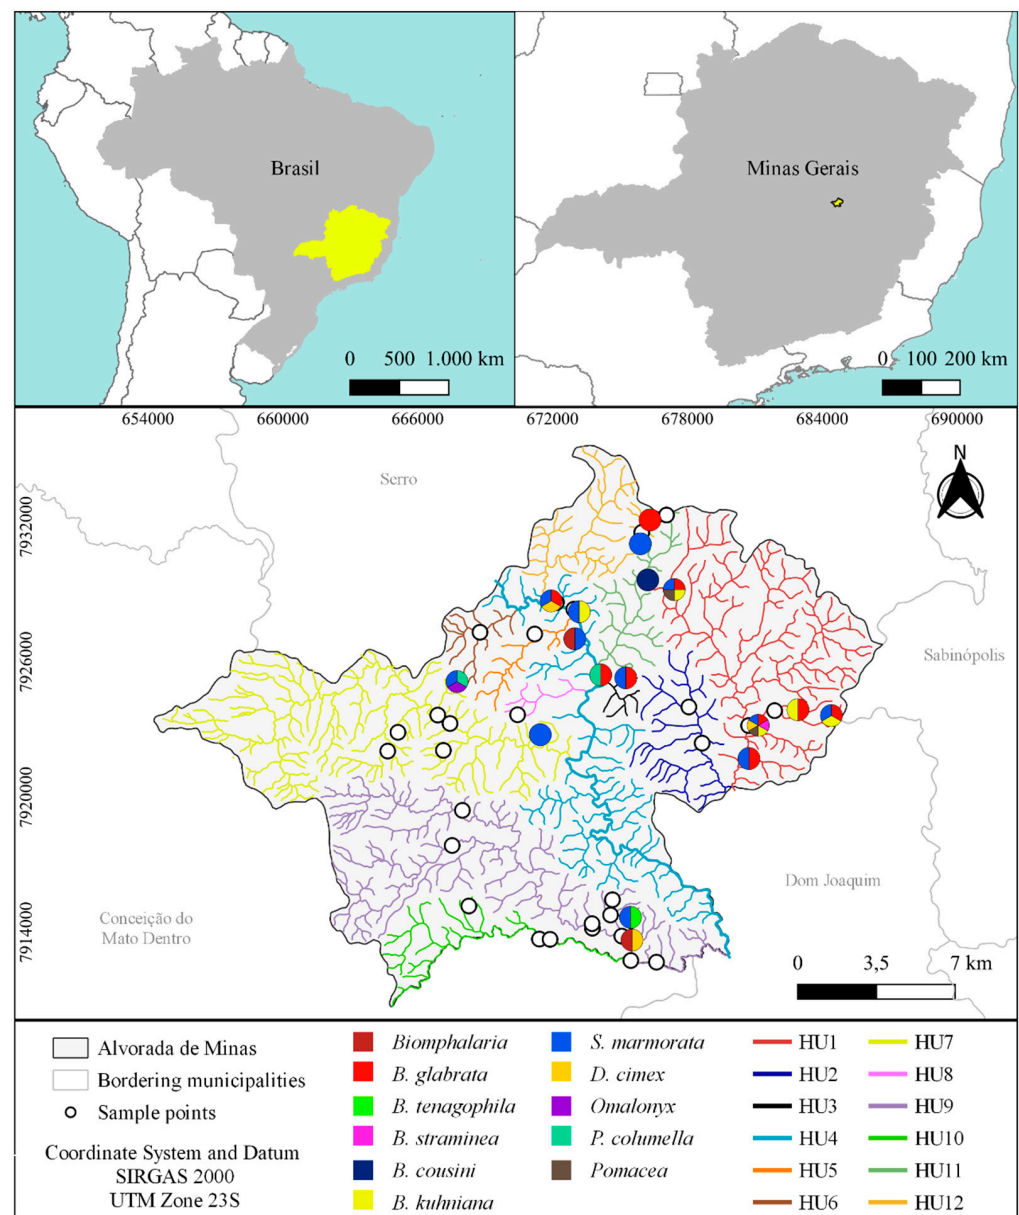 Brasil
0 500 1.000 km
Minas Gerais
0 100 200 km
654000 660000 666000 672000 678000 684000 690000
7932000
7926000
7920000
7914000
Serro
N
Sabinópolis
Dom Joaquim
Conceição do
Mato Dentro
0 3,5 7 km
Alvorada de Minas
Bordering municipalities
Sample points
Coordinate System and Datum
SIRGAS 2000
UTM Zone 23S
Biomphalaria
B. glabrata
B. tenagophila
B. straminea
B. cousini
B. kuhniana
S. marmorata
D. cimex
Omalonyx
P. columella
Pomacea
HU1
HU2
HU3
HU4
HU5
HU6
HU7
HU8
HU9
HU10
HU11
HU12